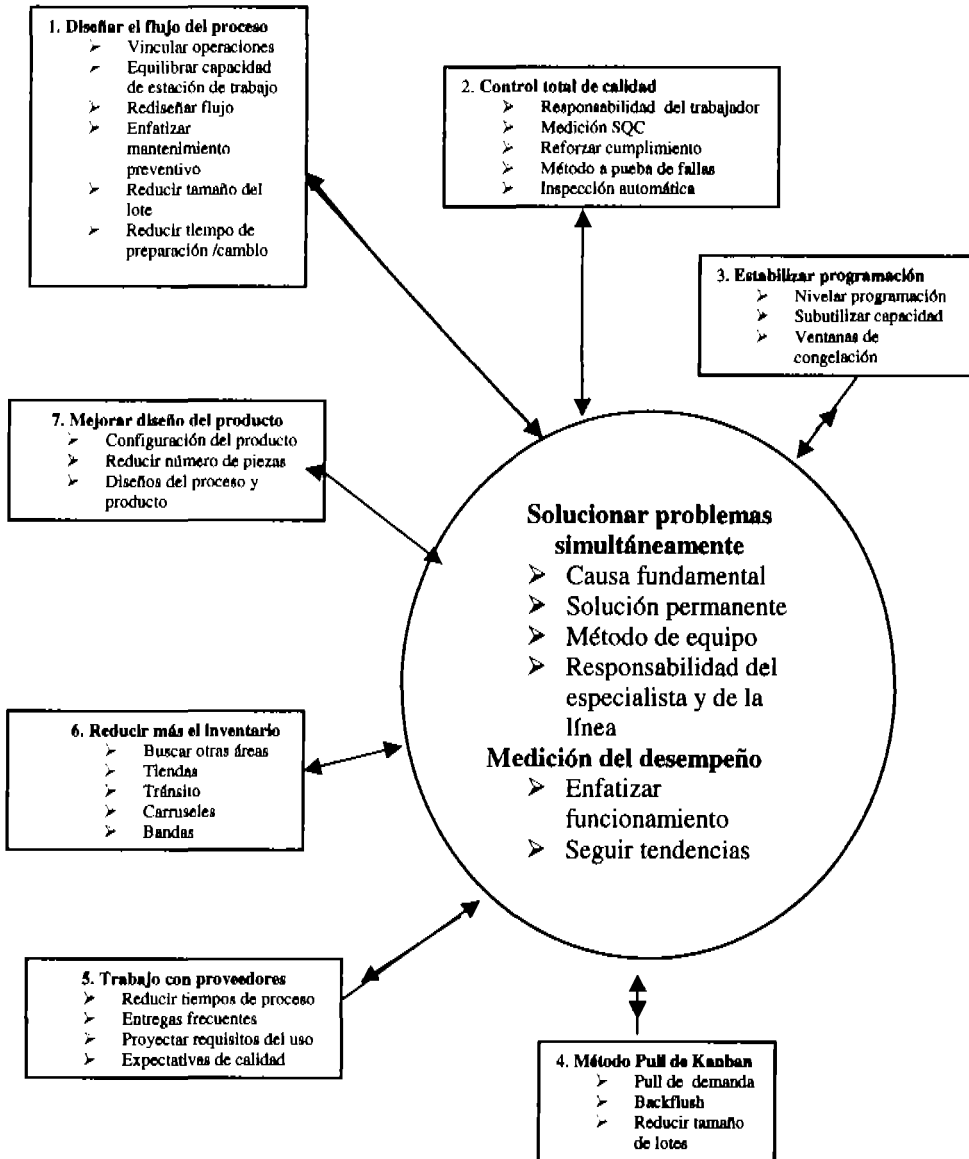 1. Diseñar el flujo del proceso
➢ Vincular operaciones
➢ Equilibrar capacidad
de estación de trabajo
➢ Rediseñar flujo
➢ Enfatizar
mantenimiento
preventivo
➢ Reducir tamaño del
lote
➢ Reducir tiempo de
preparación /cambio
2. Control total de calidad
➢ Responsabilidad del trabajador
➢ Medición SQC
➢ Reforzar cumplimiento
➢ Método a pueba de fallas
➢ Inspección automática
3. Estabilizar programación
➢ Nivelar programación
➢ Subutilizar capacidad
➢ Ventanas de
congelación
7. Mejorar diseño del producto
➢ Configuración del producto
➢ Reducir número de piezas
➢ Diseños del proceso y
producto
Solucionar problemas
simultáneamente
➢ Causa fundamental
➢ Solución permanente
➢ Método de equipo
➢ Responsabilidad del
especialista y de la
línea
Medición del desempeño
➢ Enfatizar
funcionamiento
➢ Seguir tendencias
6. Reducir más el inventario
➢ Buscar otras áreas
➢ Tiendas
➢ Tránsito
➢ Carruseles
➢ Bandas
5. Trabajo con proveedores
➢ Reducir tiempos de proceso
➢ Entregas frecuentes
➢ Proyectar requisitos del uso
➢ Expectativas de calidad
4. Método Pull de Kanban
➢ Pull de demanda
➢ Backflush
➢ Reducir tamaño
de lotes